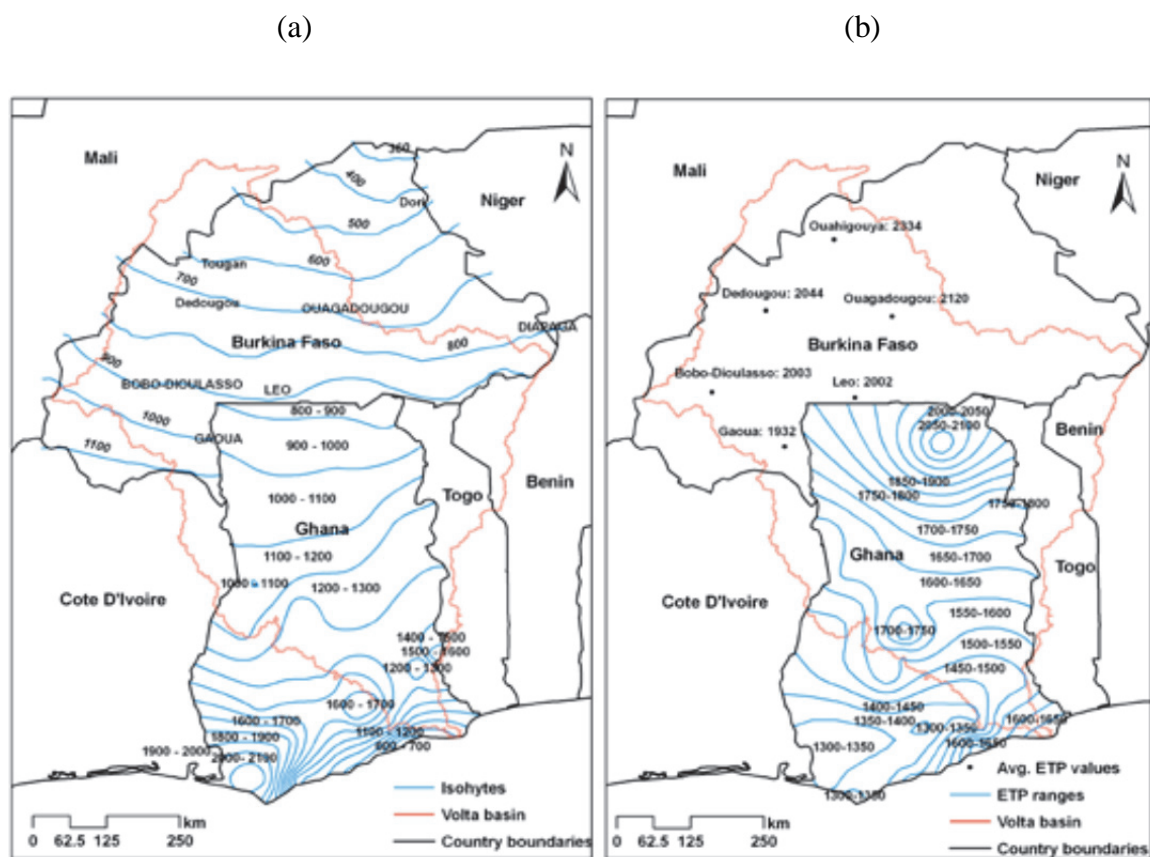 (a)
(b)
Mali
360
N
400
Dori
Niger
500
600
Tougan
700
Dedougou
OUAGADOUGOU
DIAPAGA
Burkina Faso
800
900
BOBO-DIOULASSO
LEO
800 - 900
1000
GAOUA
900 - 1000
1100
Benin
1000 - 1100
Togo
Ghana
1100 - 1200
1000 - 1100
1200 - 1300
Cote D'Ivoire
1400 - 1500
1500 - 1600
1200 - 1300
1600 - 1700
1600 - 1700
1100 - 1200
1800 - 1900
600 - 700
1900 - 2000
2000 - 2100
Isohytes
Volta basin
Country boundaries
km
0 62.5 125 250
Mali
N
Niger
Ouahigouya: 2334
Dedougou: 2044
Ouagadougou: 2120
Burkina Faso
Bobo-Dioulasso: 2003
Leo: 2002
2000-2050
2050-2100
Gaoua: 1932
Benin
1850-1900
1750-1800
1750-1800
1700-1750
Ghana
1650-1700
Togo
1600-1650
Cote D'Ivoire
1550-1600
1700-1750
1500-1550
1450-1500
1400-1450
1350-1400
1300-1350
1600-1650
1300-1350
1600-1650
1300-1350
Avg. ETP values
ETP ranges
Volta basin
Country boundaries
km
0 62.5 125 250